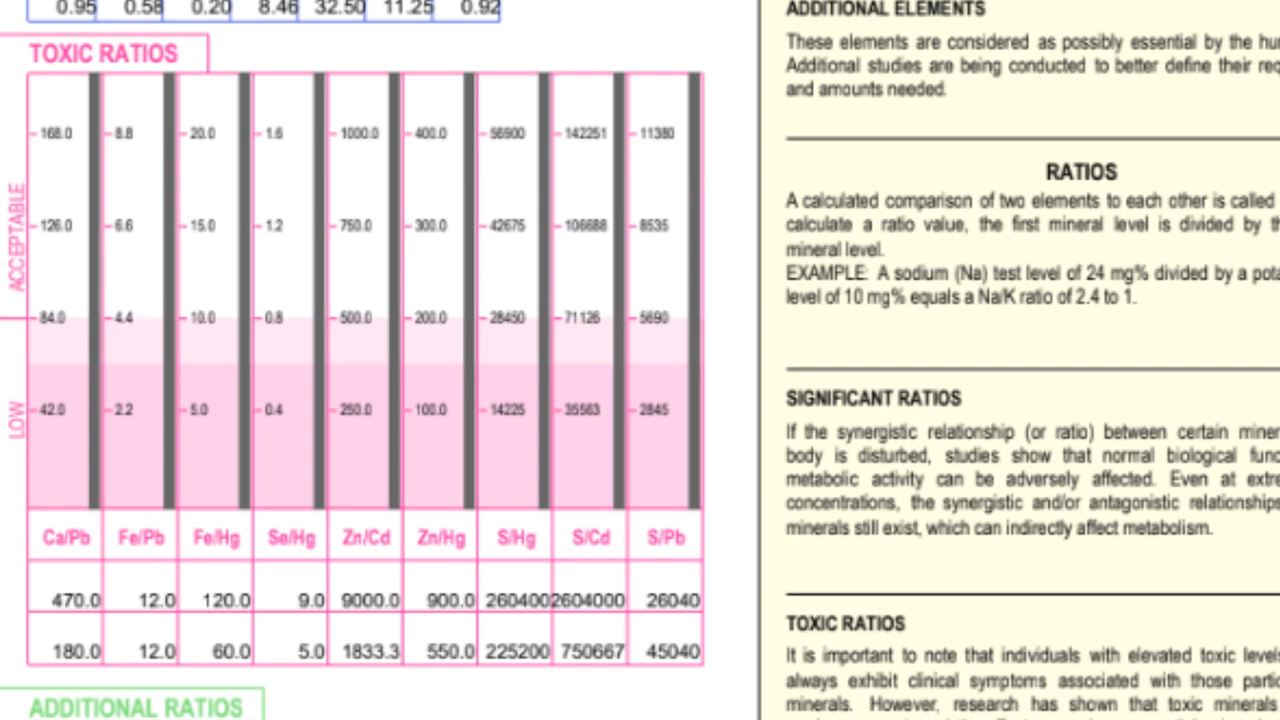 0.95 0.58 0.20 8.46 32.50 11.25 0.92
TOXIC RATIOS
168.0 8.8 20.0 1.6 1000.0 400.0 56900 142251 11380
ACCEPTABLE
126.0 6.6 15.0 1.2 750.0 300.0 42675 106688 8535
84.0 4.4 10.0 0.8 500.0 200.0 28450 71126 5690
LOW
42.0 2.2 5.0 0.4 250.0 100.0 14225 35563 2845
Ca/Pb Fe/Pb Fe/Hg Se/Hg Zn/Cd Zn/Hg S/Hg S/Cd S/Pb
470.0 12.0 120.0 9.0 9000.0 900.0 260400 2604000 26040
180.0 12.0 60.0 5.0 1833.3 550.0 225200 750667 45040
ADDITIONAL RATIOS
ADDITIONAL ELEMENTS
These elements are considered as possibly essential by the
Additional studies are being conducted to better define their
and amounts needed.
RATIOS
A calculated comparison of two elements to each other is called
calculate a ratio value, the first mineral level is divided by
mineral level.
EXAMPLE: A sodium (Na) test level of 24 mg% divided by a
level of 10 mg% equals a Na/K ratio of 2.4 to 1.
SIGNIFICANT RATIOS
If the synergistic relationship (or ratio) between certain
body is disturbed, studies show that normal biological
metabolic activity can be adversely affected. Even at
concentrations, the synergistic and/or antagonistic relationships
minerals still exist, which can indirectly affect metabolism.
TOXIC RATIOS
It is important to note that individuals with elevated toxic
always exhibit clinical symptoms associated with those
minerals. However, research has shown that toxic minerals